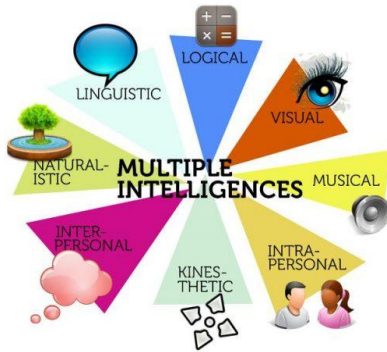 LOGICAL
LINGUISTIC
VISUAL
NATURAL-
ISTIC
MULTIPLE
INTELLIGENCES
MUSICAL
INTER-
PERSONAL
INTRA-
PERSONAL
KINES-
THETIC